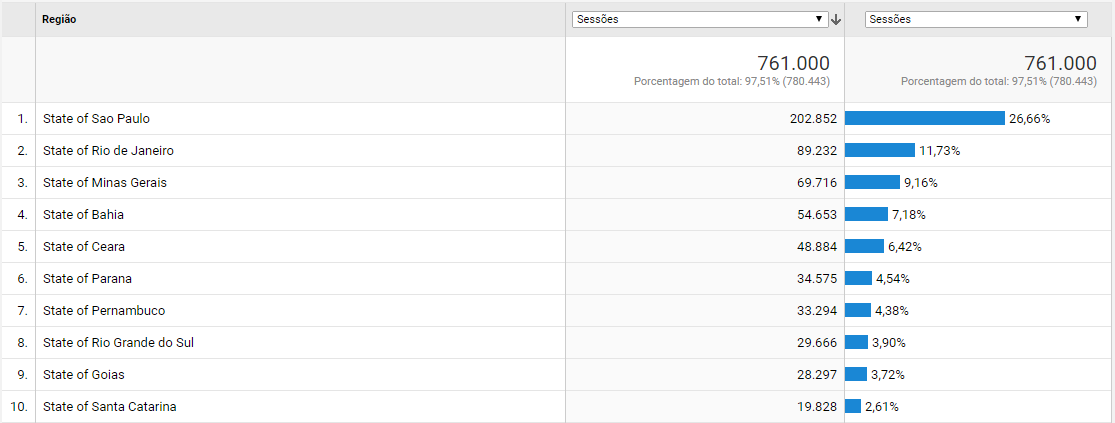 Região Sessões Sessões
761.000 761.000
Porcentagem do total: 97,51% (780.443) Porcentagem do total: 97,51% (780.443)
1. State of Sao Paulo 202.852 26,66%
2. State of Rio de Janeiro 89.232 11,73%
3. State of Minas Gerais 69.716 9,16%
4. State of Bahia 54.653 7,18%
5. State of Ceara 48.884 6,42%
6. State of Parana 34.575 4,54%
7. State of Pernambuco 33.294 4,38%
8. State of Rio Grande do Sul 29.666 3,90%
9. State of Goias 28.297 3,72%
10. State of Santa Catarina 19.828 2,61%